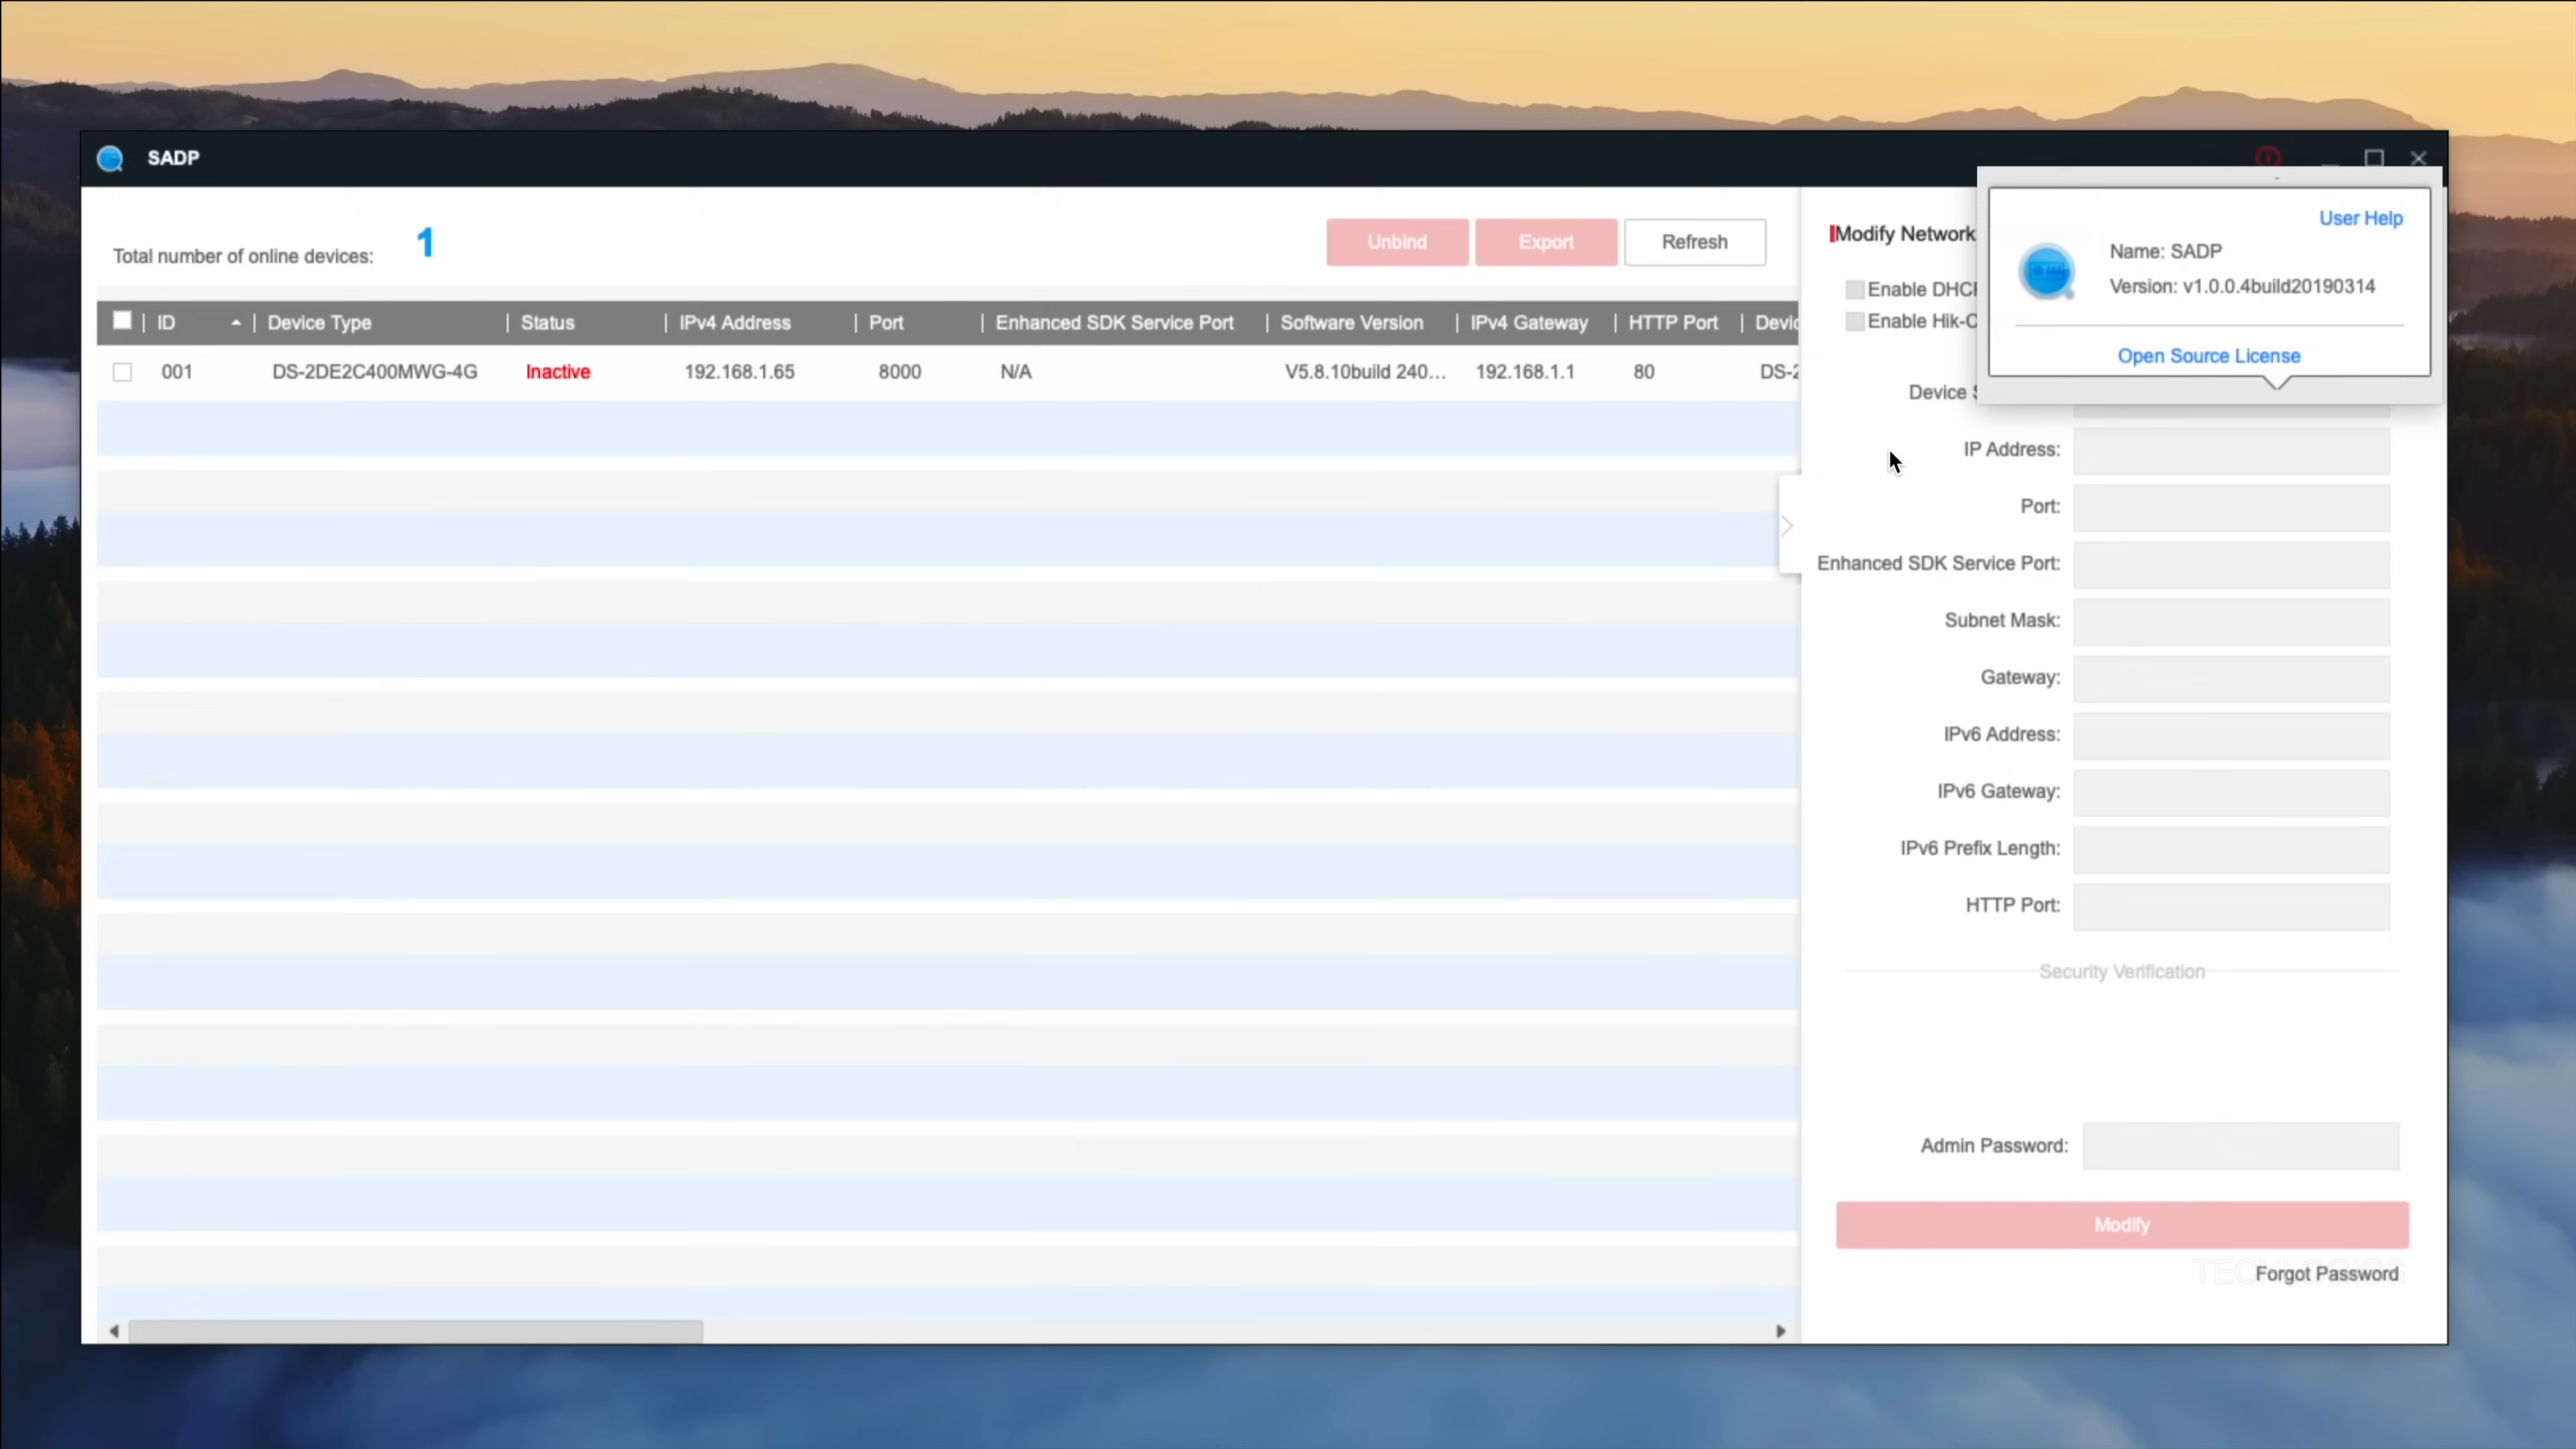 SADP
Total number of online devices: 1
Unbind
Export
Refresh
ID
Device Type
Status
IPv4 Address
Port
Enhanced SDK Service Port
Software Version
IPv4 Gateway
HTTP Port
Devic
001
DS-2DE2C400MWG-4G
Inactive
192.168.1.65
8000
N/A
V5.8.10build 240...
192.168.1.1
80
DS-2
Modify Network
Enable DHCP
Enable Hik-C
User Help
Name: SADP
Version: v1.0.0.4build20190314
Open Source License
Device S
IP Address:
Port:
Enhanced SDK Service Port:
Subnet Mask:
Gateway:
IPv6 Address:
IPv6 Gateway:
IPv6 Prefix Length:
HTTP Port:
Security Verification
Admin Password:
Modify
Forgot Password